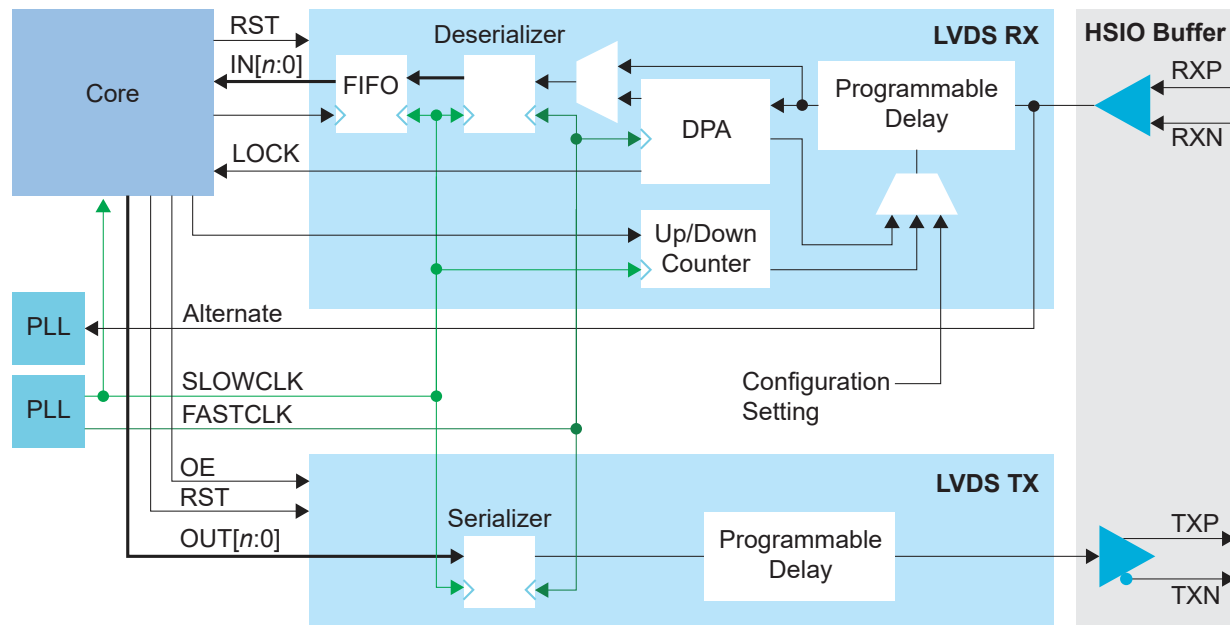 RST
Deserializer
LVDS RX
HSIO Buffer
IN[n:0]
RXP
Core
FIFO
Programmable
Delay
DPA
RXN
LOCK
Up/Down
Counter
Alternate
PLL
SLOWCLK
Configuration
Setting
PLL
FASTCLK
OE
LVDS TX
RST
Serializer
OUT[n:0]
Programmable
Delay
TXP
TXN